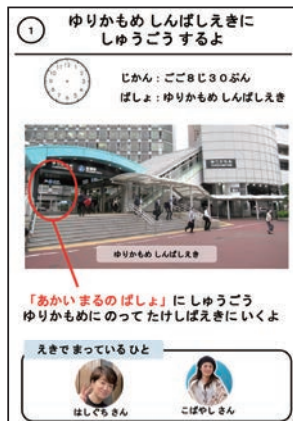 1
ゆりかもめ しんばしえきに
しゅうごう するよ
じかん : ごご8じ30ぷん
ばしょ : ゆりかもめ しんばしえき
ゆりかもめ しんばしえき
「あかい まるの ばしょ」に しゅうごう
ゆりかもめに のって たけしばえきに いくよ
えきで まっている ひと
はしぐち さん
こばやし さん